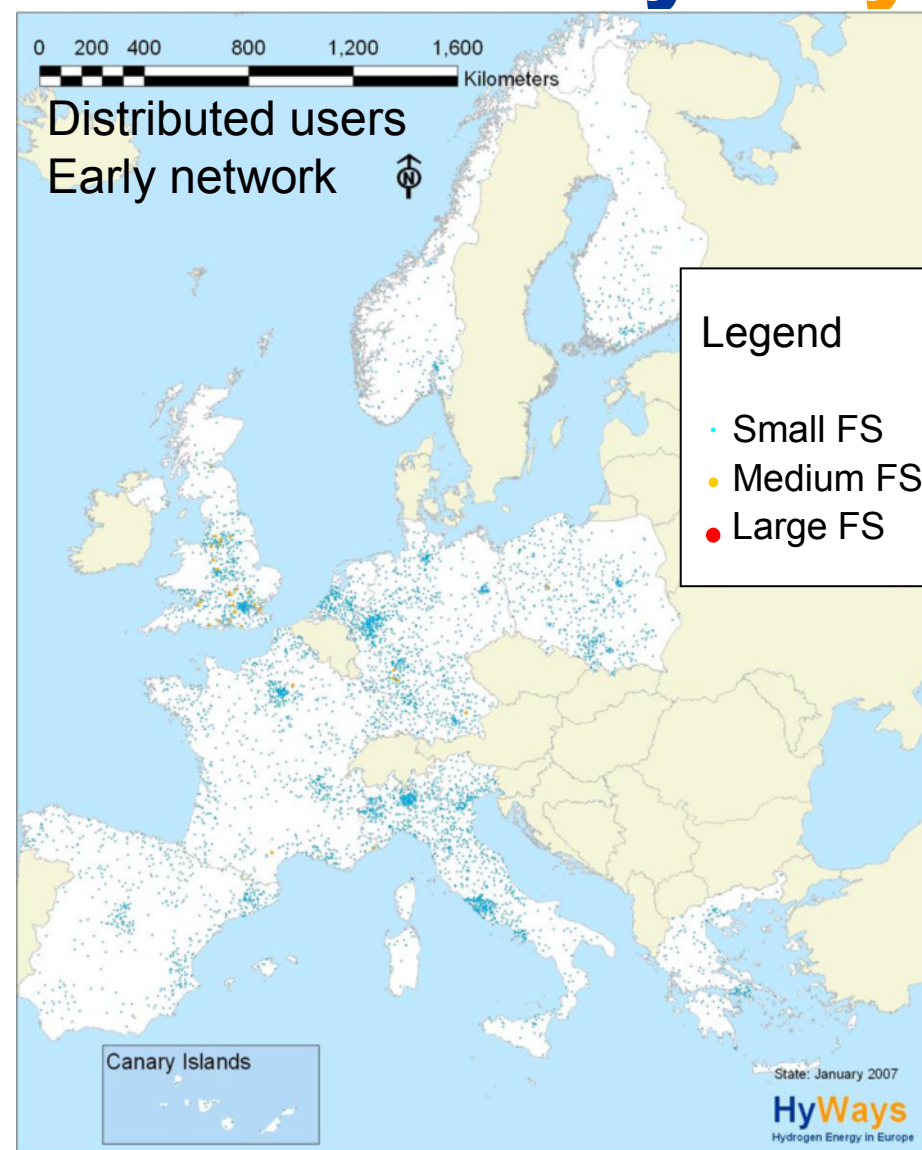 0 200 400 800 1,200 1,600
Kilometers
Distributed users
Early network
N
Legend
Small FS
Medium FS
Large FS
Canary Islands
State: January 2007
HyWays
Hydrogen Energy in Europe